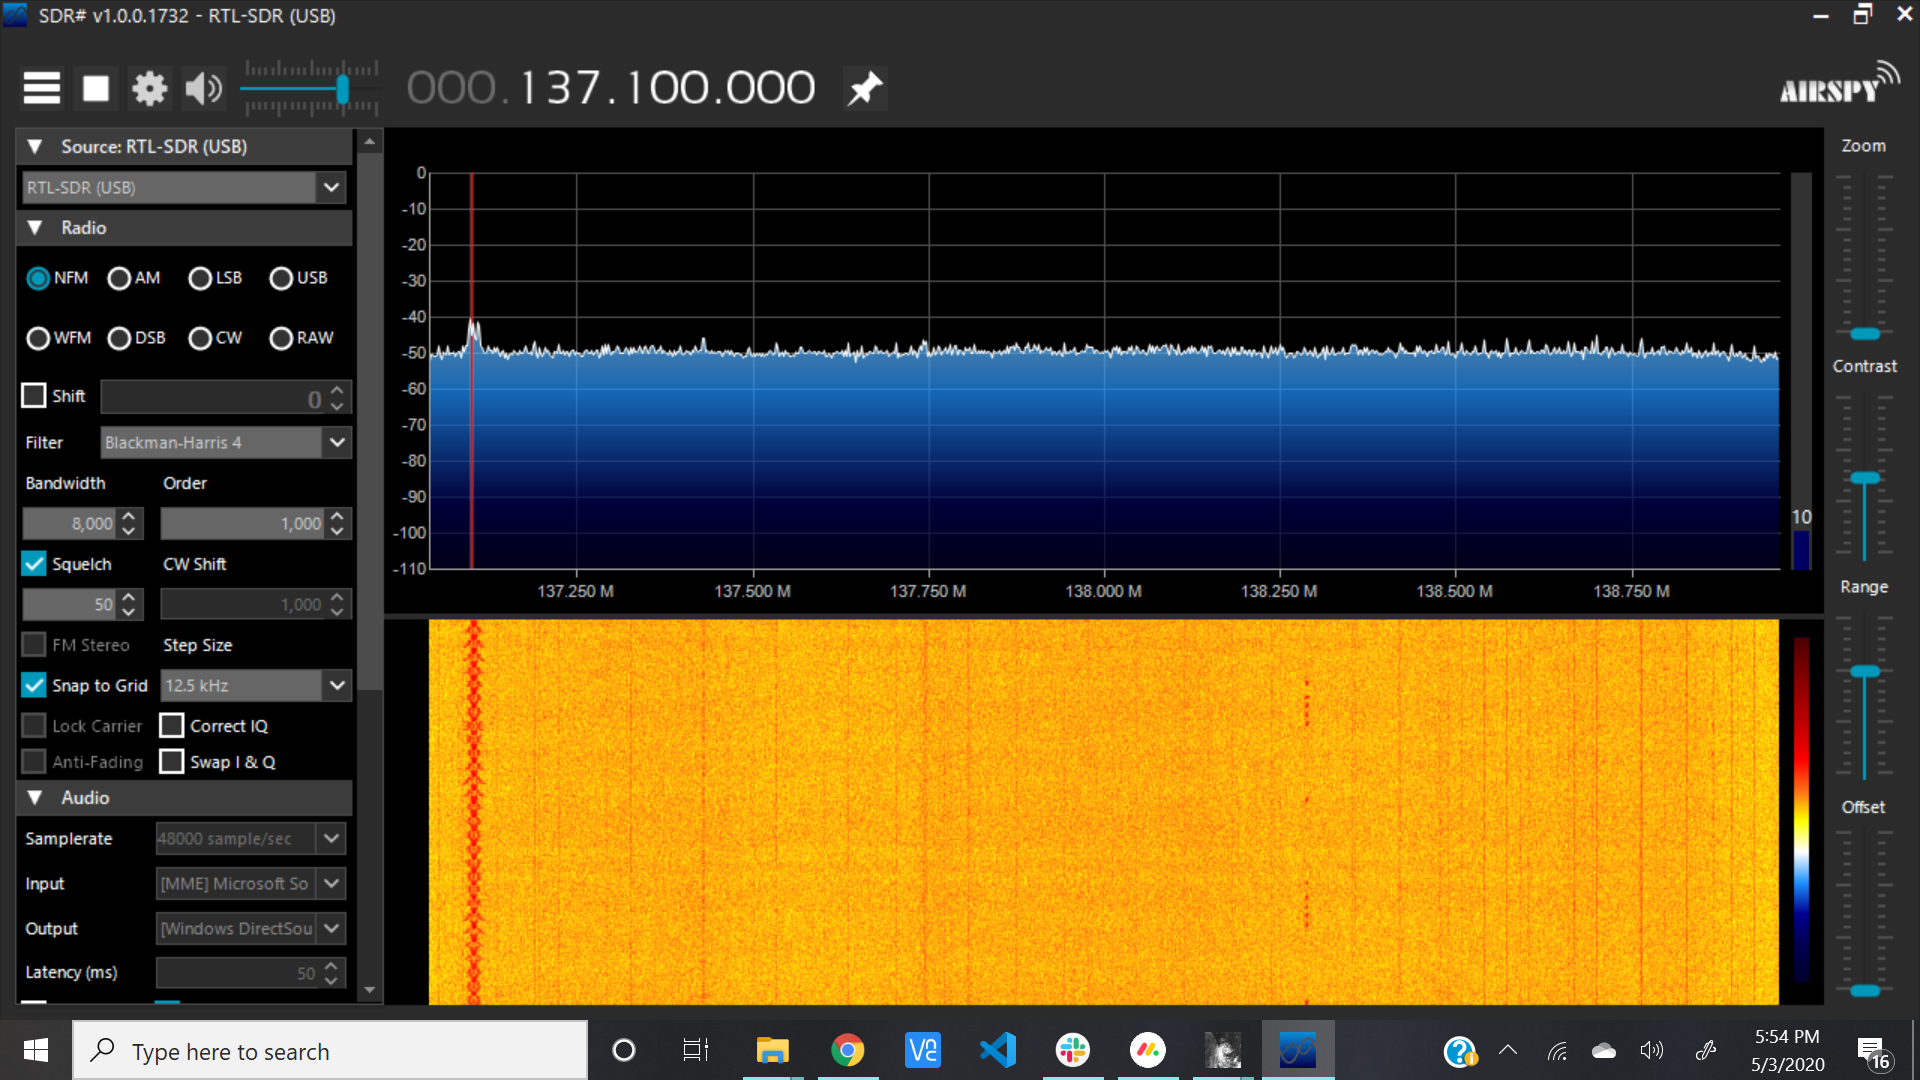 SDR# v1.0.0.1732 - RTL-SDR (USB)
000.137.100.000
AIRSPY
Source: RTL-SDR (USB)
RTL-SDR (USB)
Radio
NFM AM LSB USB
WFM DSB CW RAW
Shift 0
Filter Blackman-Harris 4
Bandwidth Order
8,000 1,000
Squelch CW Shift
50 1,000
FM Stereo Step Size
Snap to Grid 12.5 kHz
Lock Carrier Correct IQ
Anti-Fading Swap I & Q
Audio
Samplerate 48000 sample/sec
Input [MME] Microsoft So
Output [Windows DirectSou
Latency (ms) 50
0
-10
-20
-30
-40
-50
-60
-70
-80
-90
-100
-110
137.250 M 137.500 M 137.750 M 138.000 M 138.250 M 138.500 M 138.750 M
10
Zoom
Contrast
Range
Offset
Type here to search
5:54 PM
5/3/2020
16